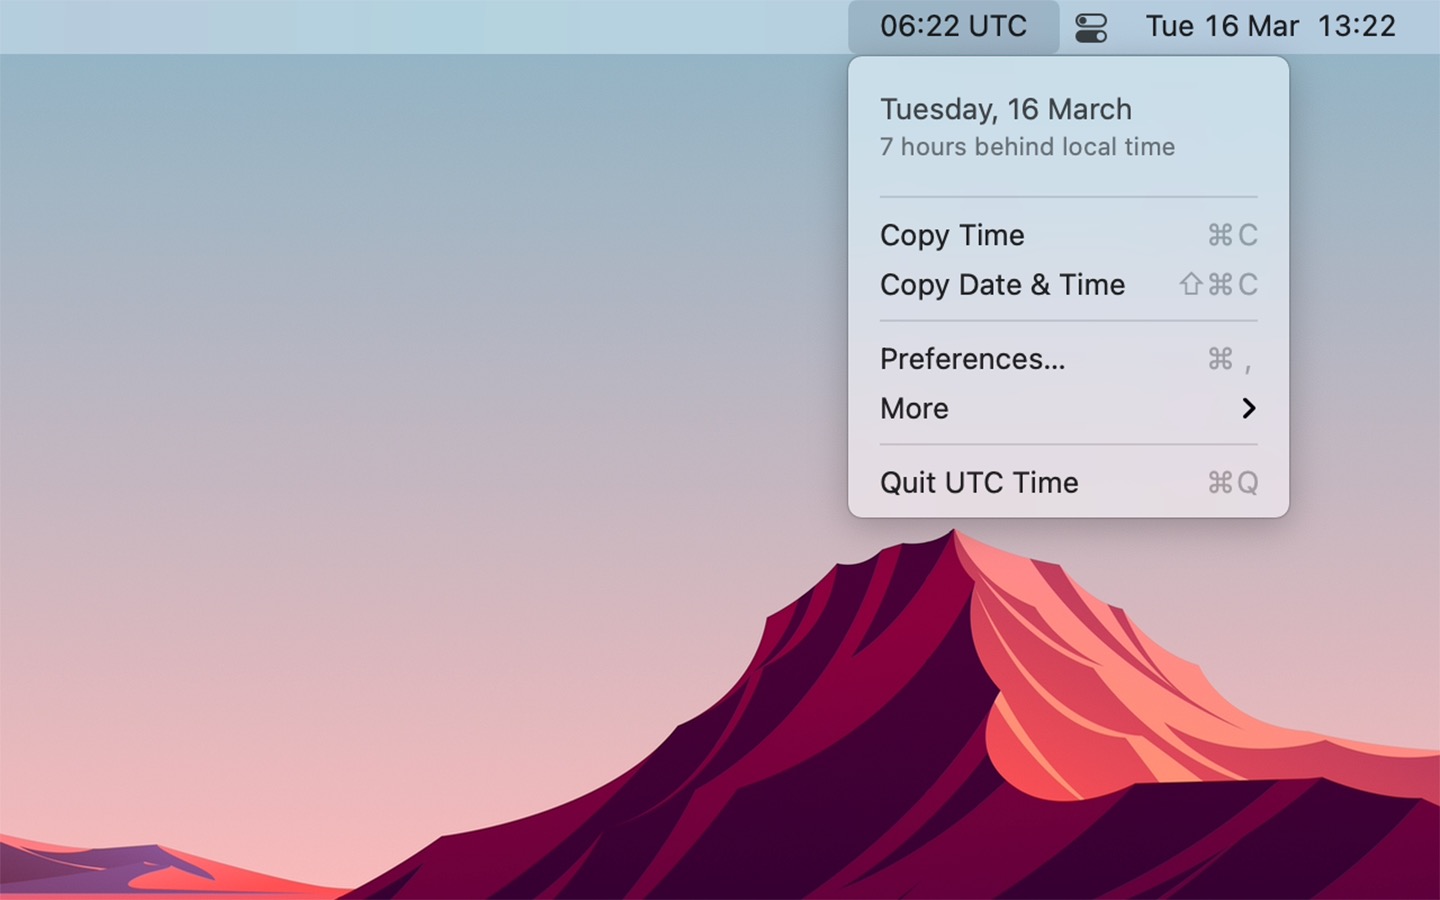 06:22 UTC
Tue 16 Mar 13:22
Tuesday, 16 March
7 hours behind local time
Copy Time ⌘C
Copy Date & Time ⇧⌘C
Preferences... ⌘,
More
Quit UTC Time ⌘Q